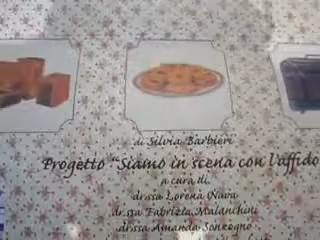 di Silvia Barbieri
Progetto "Siamo in scena con l'affido
a cura di
dr.ssa Lorena Nava
dr.ssa Fabrizia Malanchini
dr.ssa Amanda Sonzogno